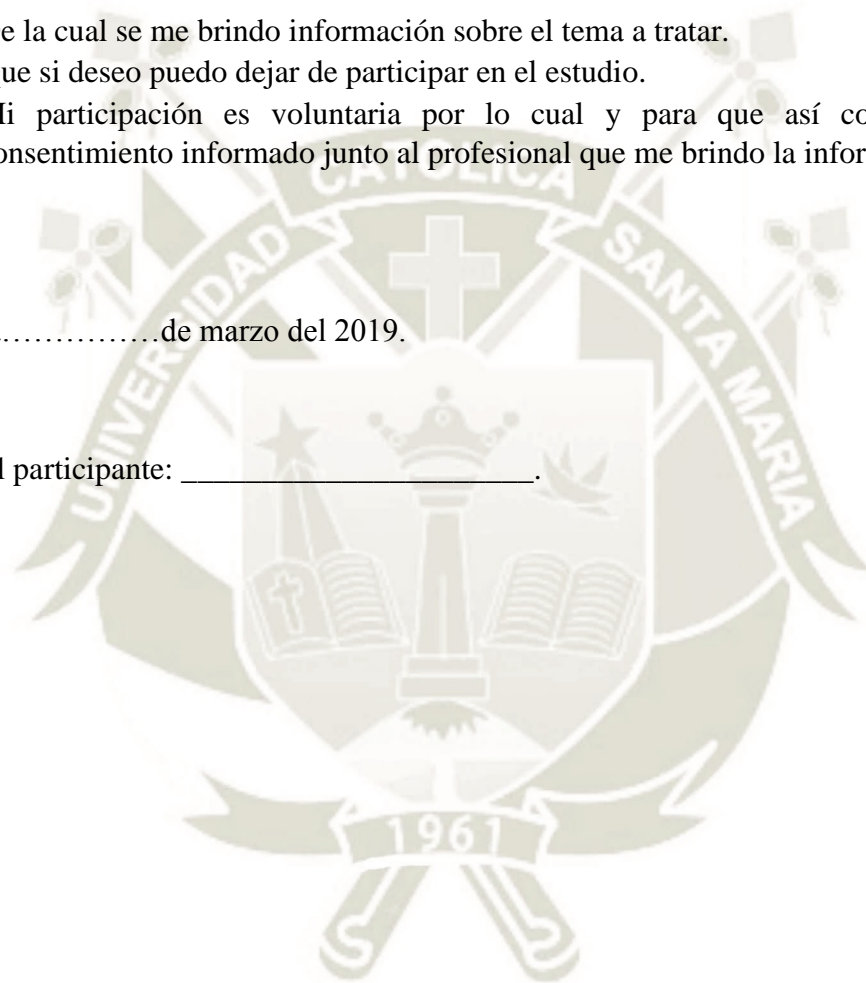 e la cual se me brindo información sobre el tema a tratar.
ue si deseo puedo dejar de participar en el estudio.
i participación es voluntaria por lo cual y para que así co
onsentimiento informado junto al profesional que me brindo la infor
UNIVERSIDAD CATOLICA SANTA MARIA
……………de marzo del 2019.
l participante: ______________________.
1961